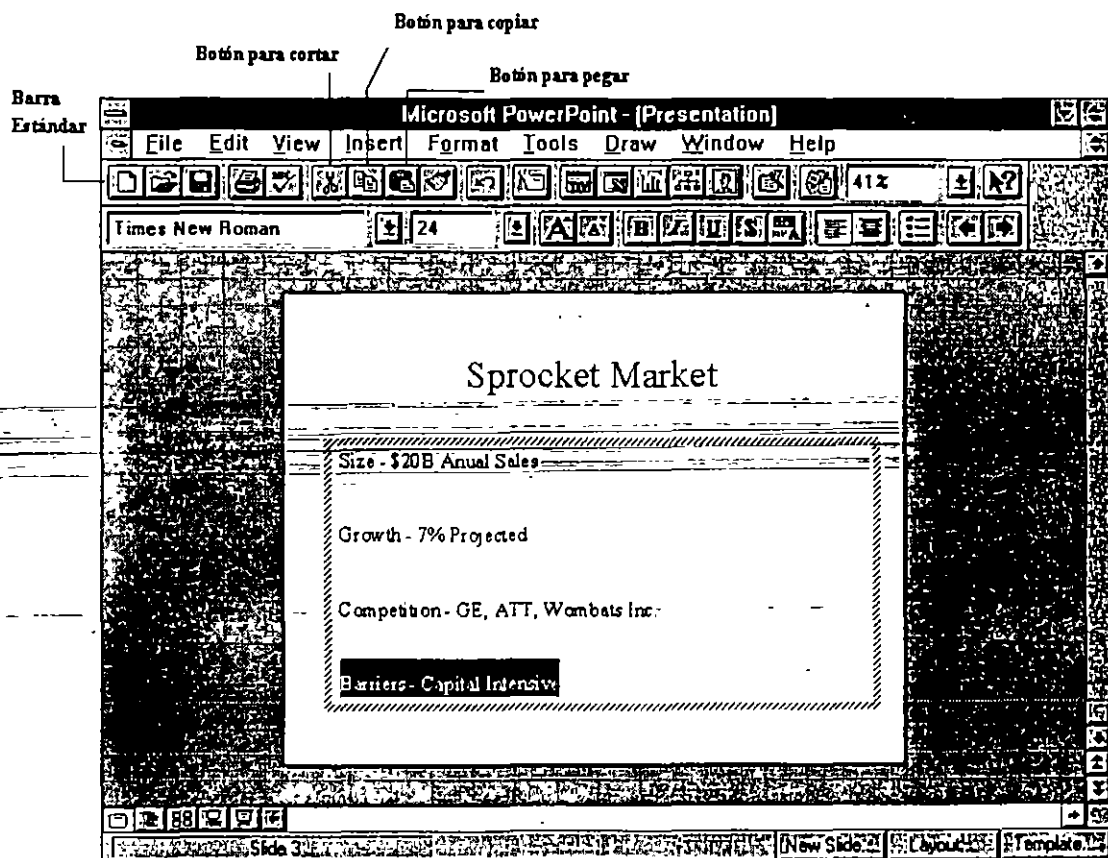 Botón para copiar
Botón para cortar
Botón para pegar
Barra
Estándar
Microsoft PowerPoint - [Presentation]
File Edit View Insert Format Tools Draw Window Help
41%
Times New Roman 24
Sprocket Market
Size - $20B Anual Sales
Growth - 7% Projected
Competition - GE, ATT, Wombats Inc.
Barriers - Capital Intensive
Slide 3 New Slide... Layout... Template...